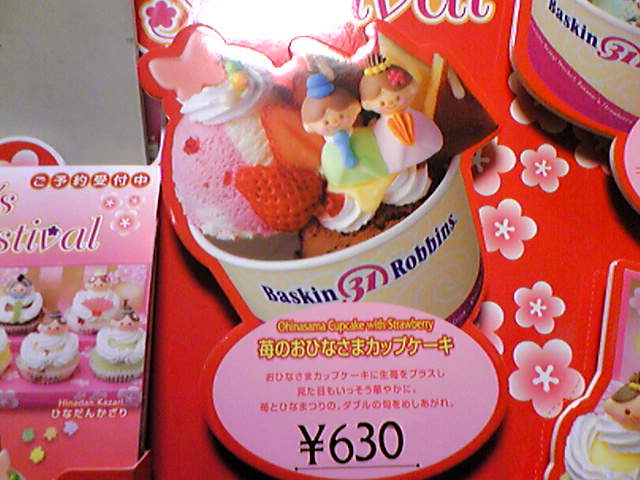 stival
Baskin 31
ご予約受付中
's
stival
Baskin 31 Robbins
Ohinasama Cupcake with Strawberry
苺のおひなさまカップケーキ
おひなさまカップケーキに生苺をプラスし
見た目もいっそう華やかに。
苺とひなまつりの、ダブルの旬をめしあがれ。
¥630
Hinadan Kazari
ひなだんかざり